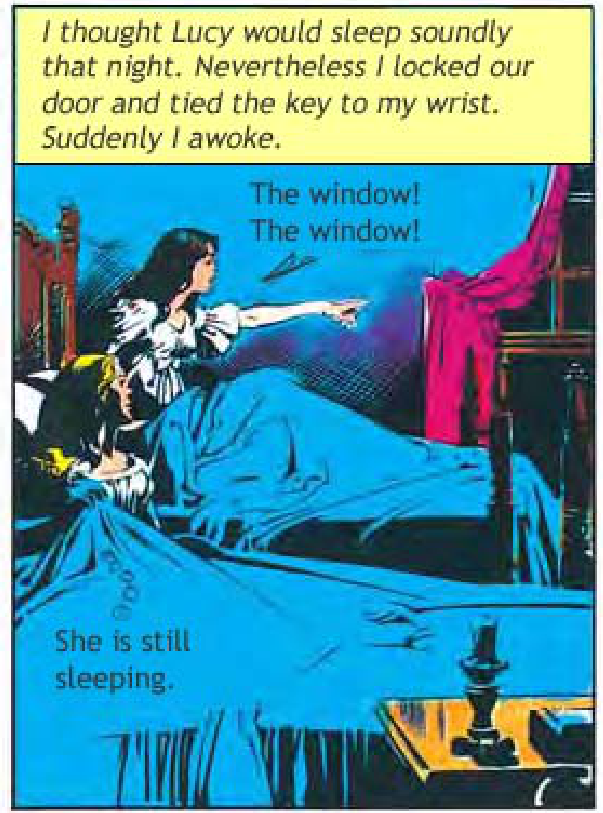 I thought Lucy would sleep soundly
that night. Nevertheless I locked our
door and tied the key to my wrist.
Suddenly I awoke.
The window!
The window!
She is still
sleeping.